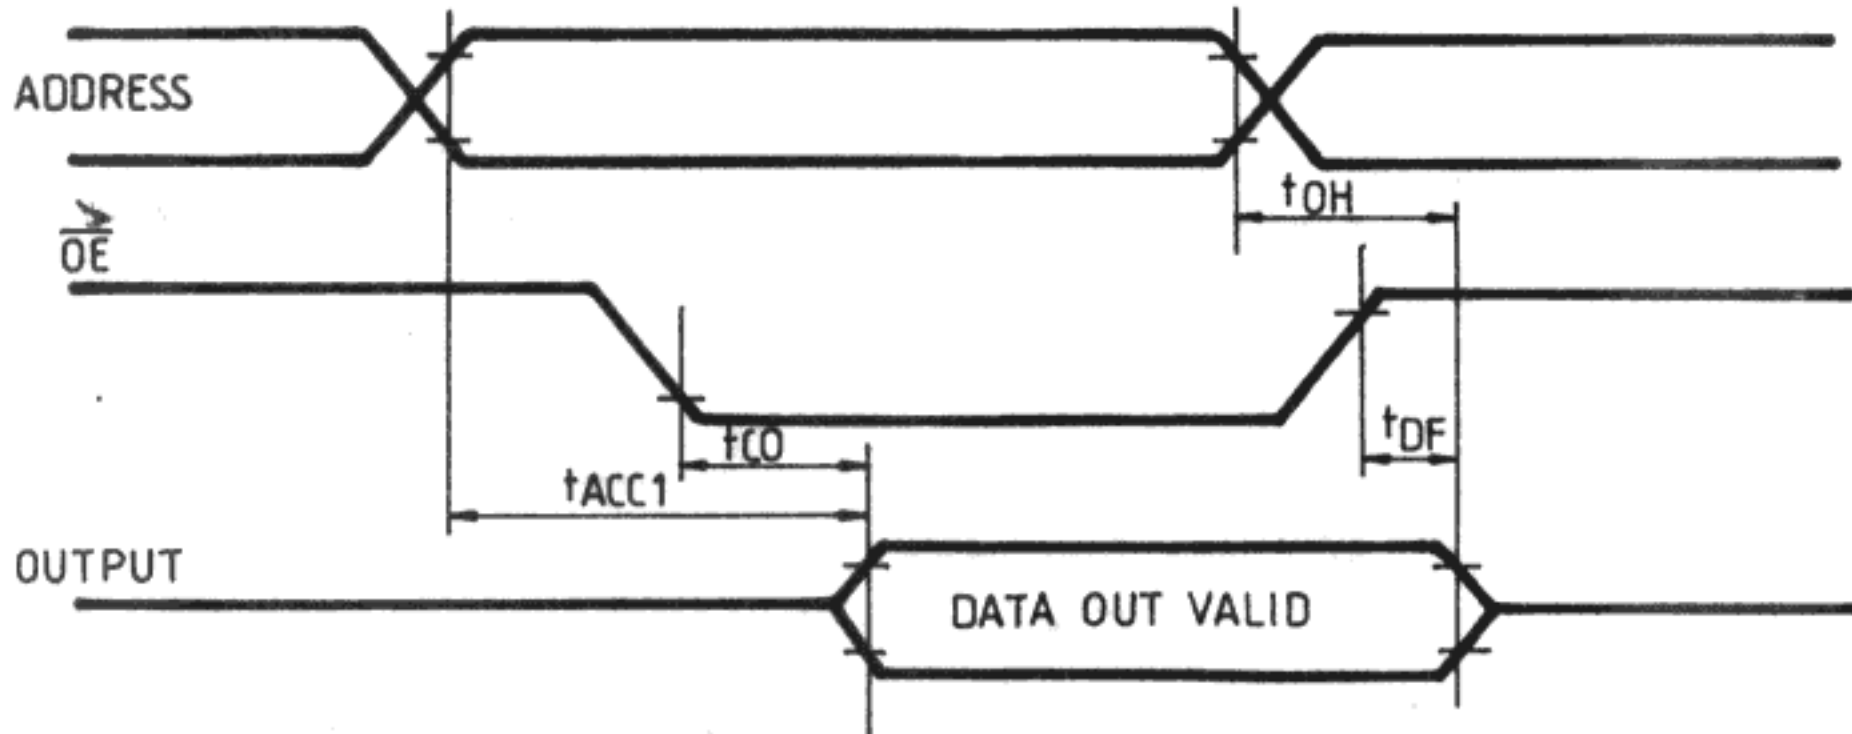 ADDRESS
tOH
OE
tCO
tDF
tACC1
OUTPUT
DATA OUT VALID